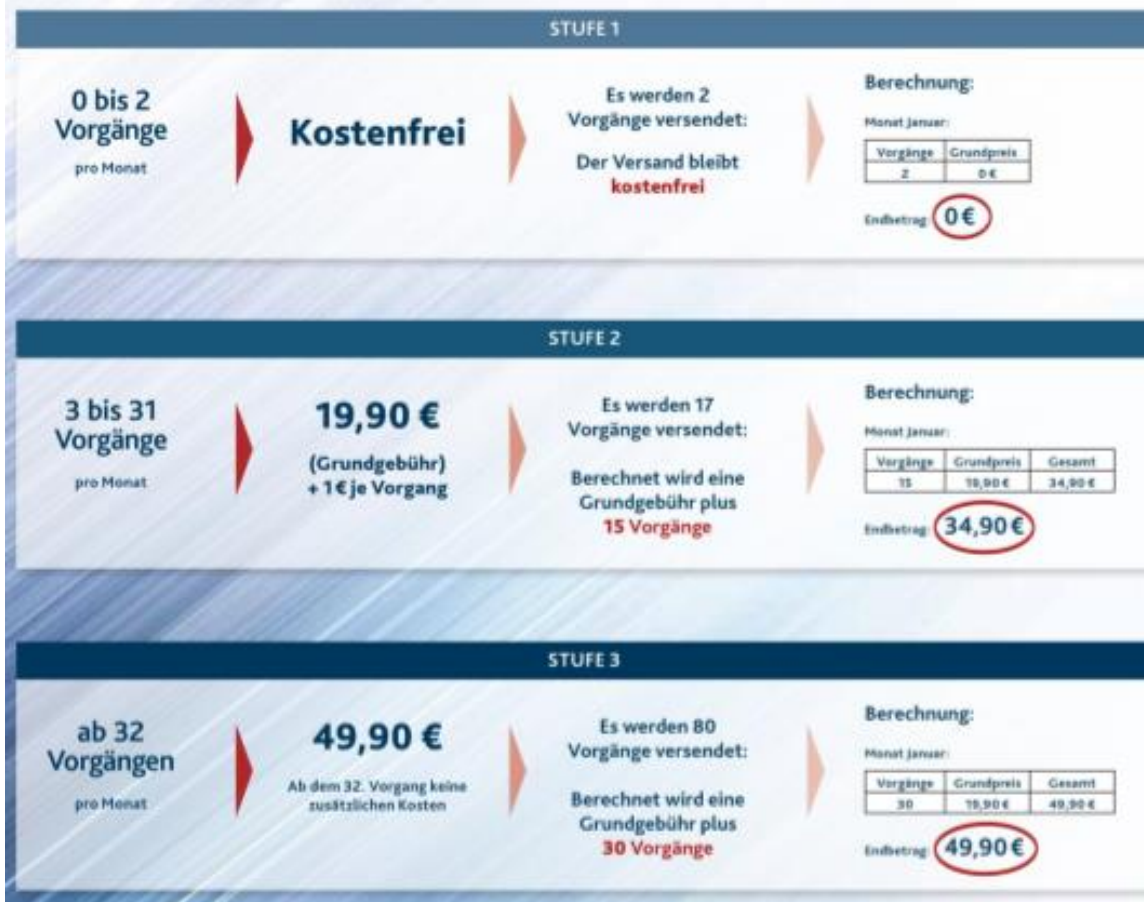 STUFE 1
0 bis 2
Vorgänge
pro Monat
Kostenfrei
Es werden 2
Vorgänge versendet:
Der Versand bleibt
kostenfrei
Berechnung:
Monat Januar:
Vorgänge Grundpreis
2 0 €
Endbetrag: 0 €
STUFE 2
3 bis 31
Vorgänge
pro Monat
19,90 €
(Grundgebühr)
+ 1 € je Vorgang
Es werden 17
Vorgänge versendet:
Berechnet wird eine
Grundgebühr plus
15 Vorgänge
Berechnung:
Monat Januar:
Vorgänge Grundpreis Gesamt
15 19,90 € 34,90 €
Endbetrag: 34,90 €
STUFE 3
ab 32
Vorgängen
pro Monat
49,90 €
Ab dem 32. Vorgang keine
zusätzlichen Kosten
Es werden 80
Vorgänge versendet:
Berechnet wird eine
Grundgebühr plus
30 Vorgänge
Berechnung:
Monat Januar:
Vorgänge Grundpreis Gesamt
30 19,90 € 49,90 €
Endbetrag: 49,90 €